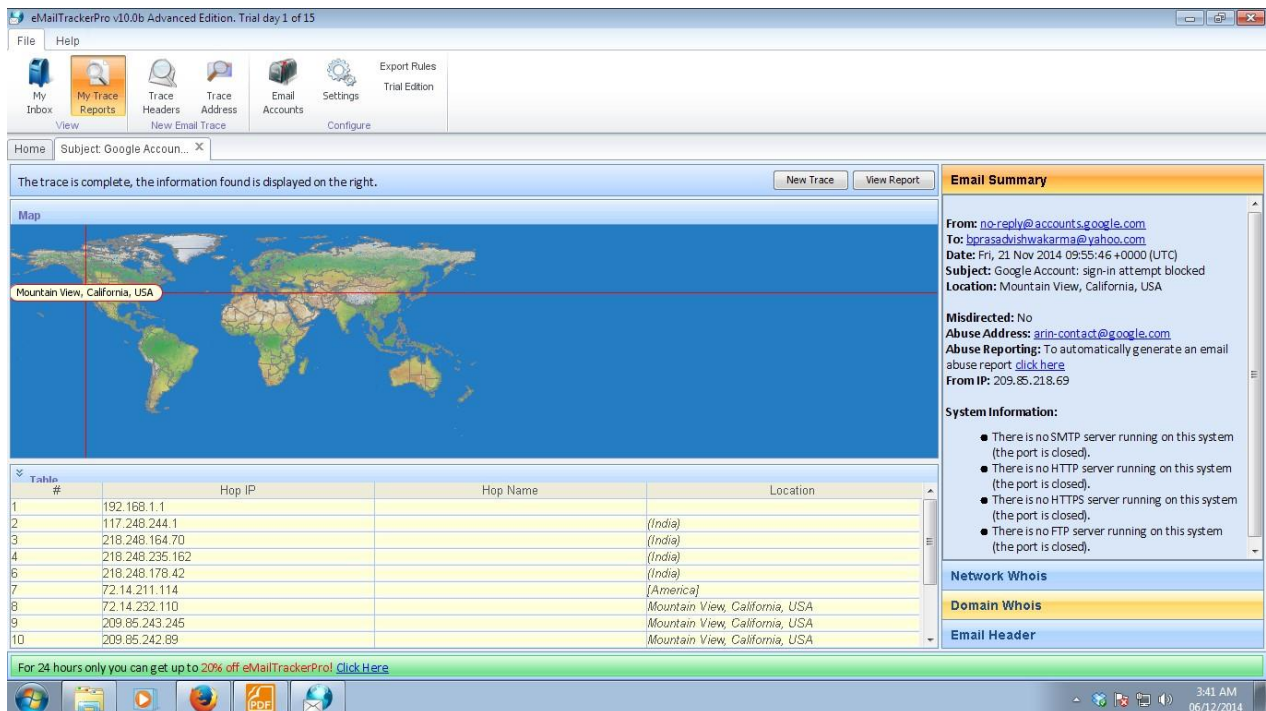 eMailTrackerPro v10.0b Advanced Edition. Trial day 1 of 15
File Help
My Inbox
My Trace Reports
Trace Headers
Trace Address
Email Accounts
Settings
Export Rules
Trial Edition
View
New Email Trace
Configure
Home
Subject: Google Accoun... X
The trace is complete, the information found is displayed on the right.
New Trace
View Report
Map
Mountain View, California, USA
Table
# Hop IP Hop Name Location
1 192.168.1.1
2 117.248.244.1 (India)
3 218.248.164.70 (India)
4 218.248.235.162 (India)
6 218.248.178.42 (India)
7 72.14.211.114 [America]
8 72.14.232.110 Mountain View, California, USA
9 209.85.243.245 Mountain View, California, USA
10 209.85.242.89 Mountain View, California, USA
Email Summary
From: no-reply@accounts.google.com
To: bprasadvishwakarma@yahoo.com
Date: Fri, 21 Nov 2014 09:55:46 +0000 (UTC)
Subject: Google Account: sign-in attempt blocked
Location: Mountain View, California, USA
Misdirected: No
Abuse Address: arin-contact@google.com
Abuse Reporting: To automatically generate an email
abuse report click here
From IP: 209.85.218.69
System Information:
There is no SMTP server running on this system
(the port is closed).
There is no HTTP server running on this system
(the port is closed).
There is no HTTPS server running on this system
(the port is closed).
There is no FTP server running on this system
(the port is closed).
Network Whois
Domain Whois
Email Header
For 24 hours only you can get up to 20% off eMailTrackerPro! Click Here
PDF
3:41 AM
06/12/2014